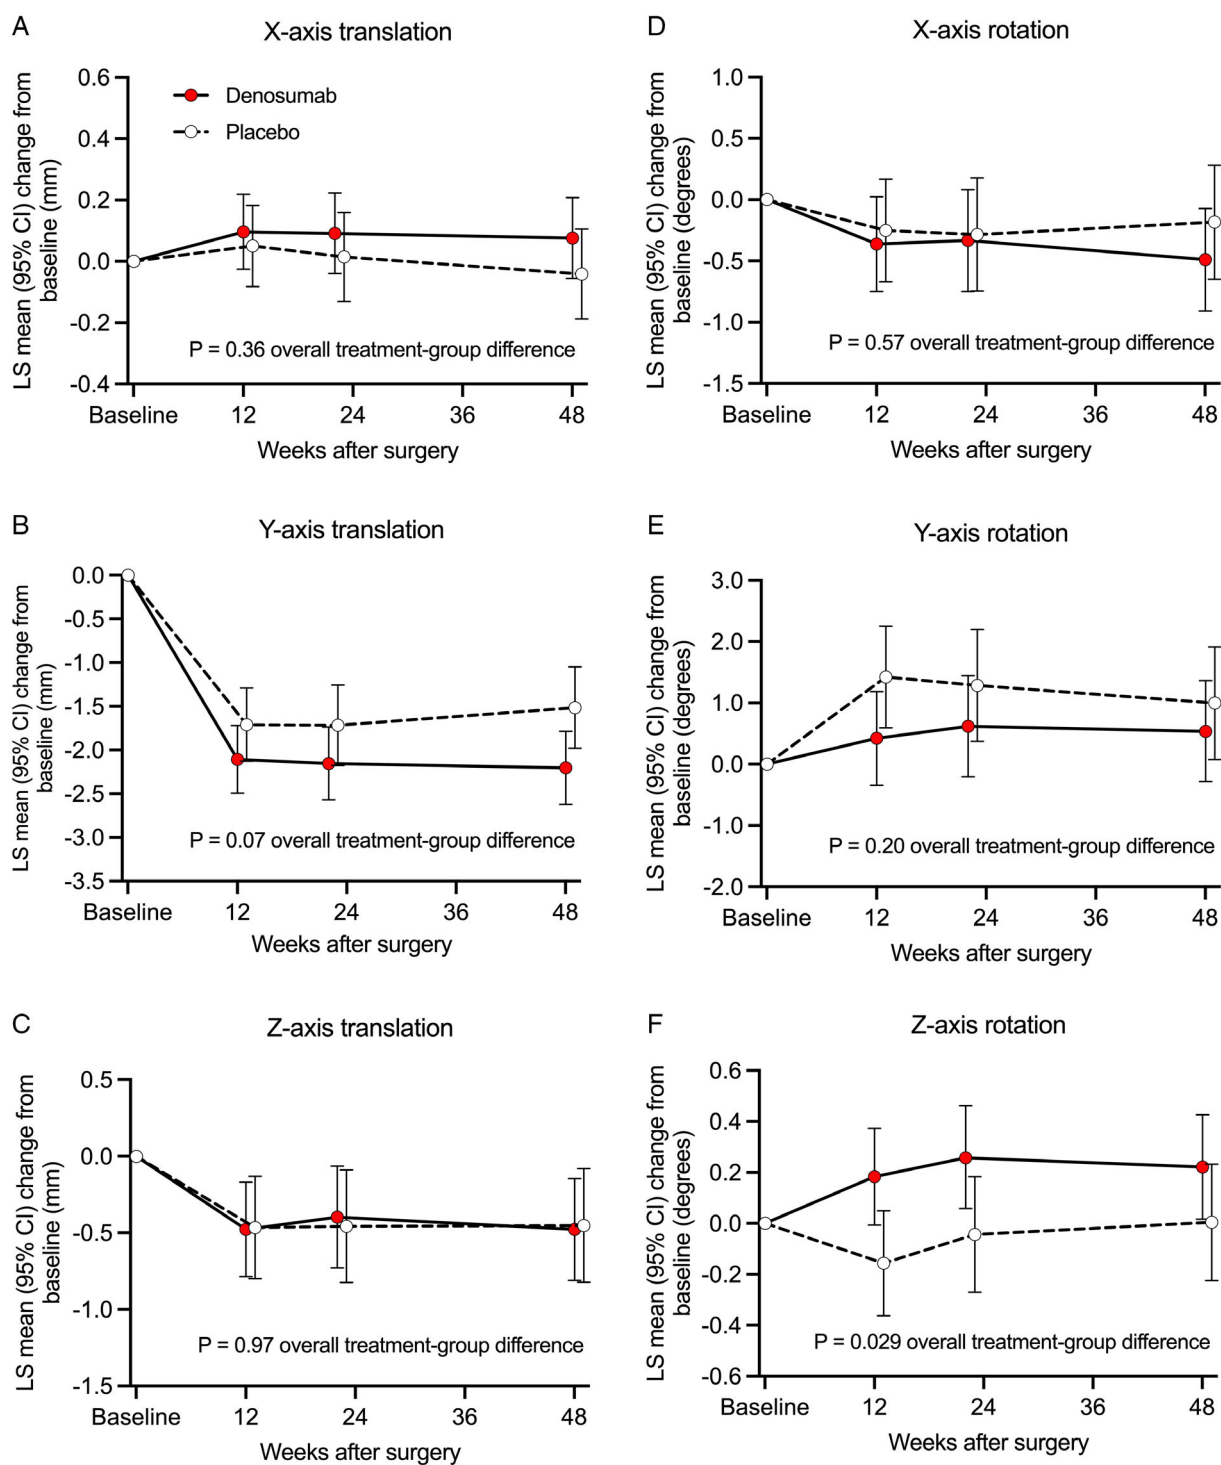 A
X-axis translation
LS mean (95% CI) change from
baseline (mm)
0.6
0.4
0.2
0.0
-0.2
-0.4
Denosumab
Placebo
P = 0.36 overall treatment-group difference
Baseline 12 24 36 48
Weeks after surgery
D
X-axis rotation
LS mean (95% CI) change from
baseline (degrees)
1.0
0.5
0.0
-0.5
-1.0
-1.5
P = 0.57 overall treatment-group difference
Baseline 12 24 36 48
Weeks after surgery
B
Y-axis translation
LS mean (95% CI) change from
baseline (mm)
0.0
-0.5
-1.0
-1.5
-2.0
-2.5
-3.0
-3.5
P = 0.07 overall treatment-group difference
Baseline 12 24 36 48
Weeks after surgery
E
Y-axis rotation
LS mean (95% CI) change from
baseline (degrees)
3.0
2.0
1.0
0.0
-1.0
-2.0
P = 0.20 overall treatment-group difference
Baseline 12 24 36 48
Weeks after surgery
C
Z-axis translation
LS mean (95% CI) change from
baseline (mm)
0.5
0.0
-0.5
-1.0
-1.5
P = 0.97 overall treatment-group difference
Baseline 12 24 36 48
Weeks after surgery
F
Z-axis rotation
LS mean (95% CI) change from
baseline (degrees)
0.6
0.4
0.2
0.0
-0.2
-0.4
-0.6
P = 0.029 overall treatment-group difference
Baseline 12 24 36 48
Weeks after surgery